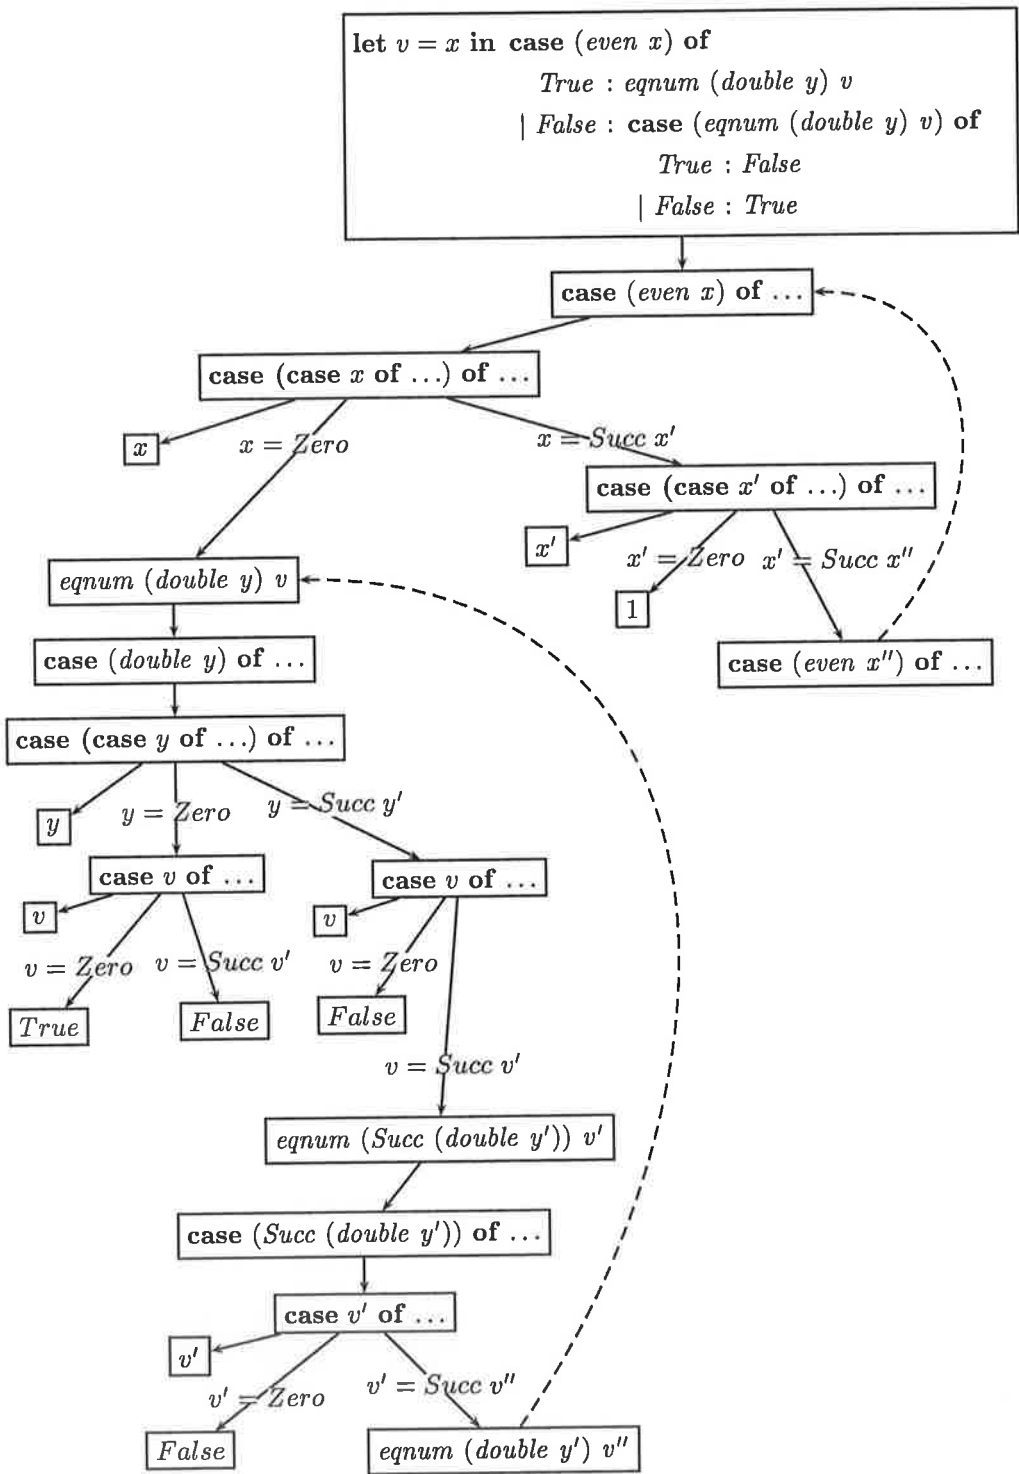 let v = x in case (even x) of
True : eqnum (double y) v
| False : case (eqnum (double y) v) of
True : False
| False : True
case (even x) of ...
case (case x of ...) of ...
x
x = Zero
x = Succ x'
case (case x' of ...) of ...
x'
x' = Zero
x' = Succ x''
1
case (even x'') of ...
eqnum (double y) v
case (double y) of ...
case (case y of ...) of ...
y
y = Zero
y = Succ y'
case v of ...
case v of ...
v
v
v = Zero
v = Succ v'
v = Zero
True
False
False
v = Succ v'
eqnum (Succ (double y')) v'
case (Succ (double y')) of ...
case v' of ...
v'
v' = Zero
v' = Succ v''
False
eqnum (double y') v''